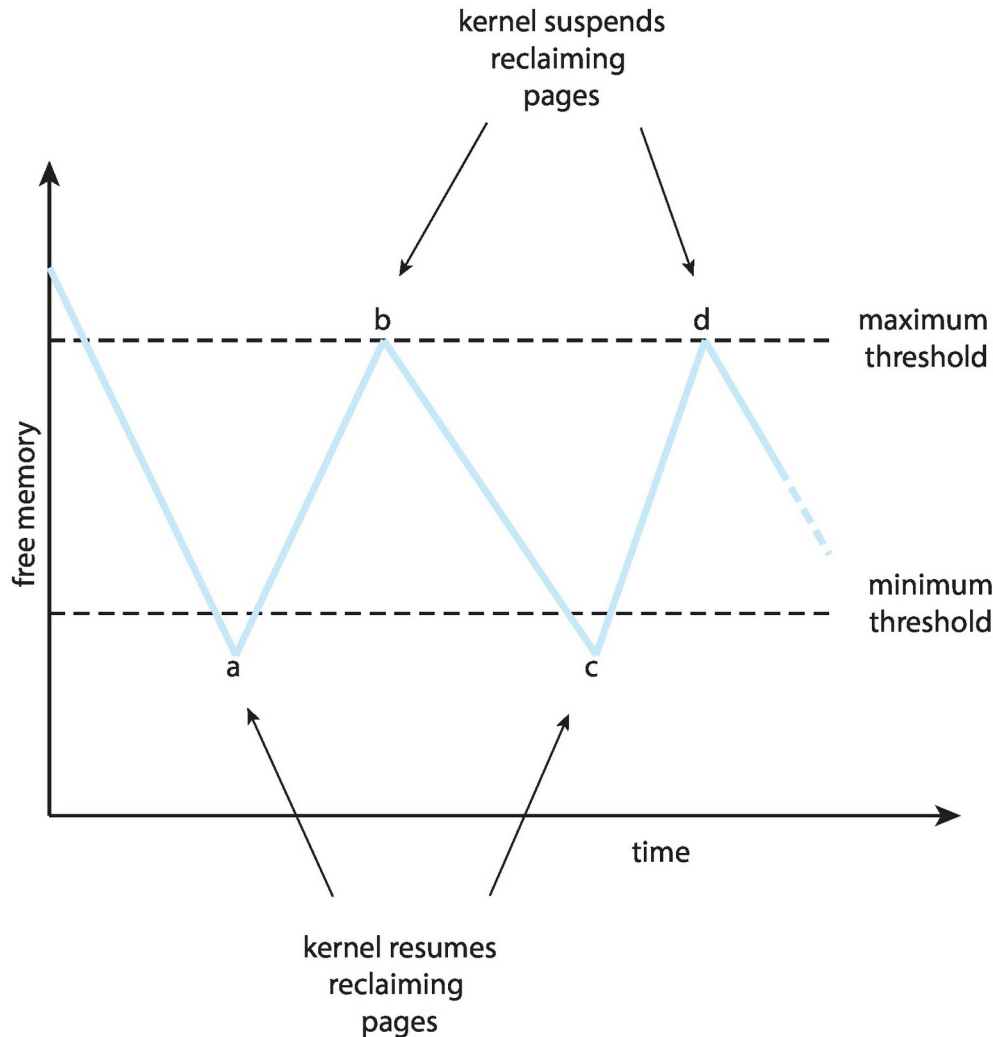 kernel suspends
reclaiming
pages
b
d
maximum
threshold
free memory
minimum
threshold
a
c
time
kernel resumes
reclaiming
pages